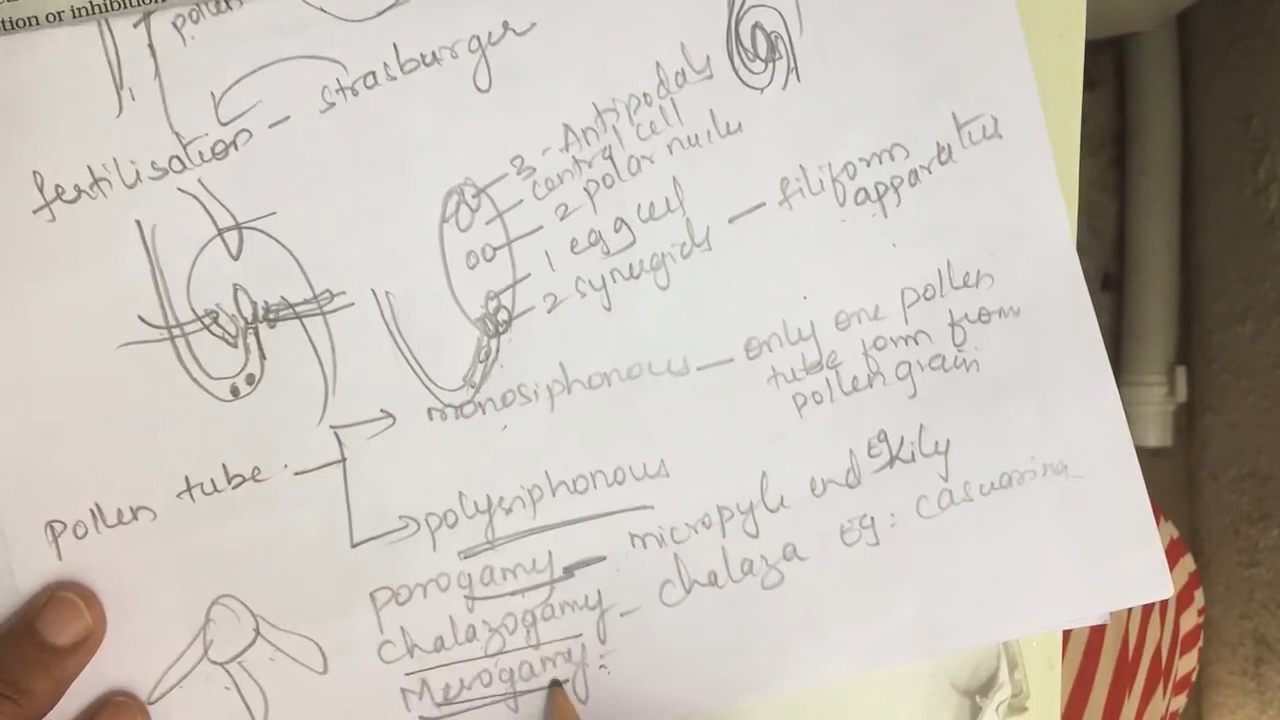 tion or inhibition
pollen
fertilisation - strasburger
3 - Antipodals
central cell
2 polar nuclei
1 egg cell
2 synergids - filiform
apparatus
monosiphonous - only one pollen
tube form from
pollen grain
pollen tube
polysiphonous
porogamy - micropyle end Eg lily
chalazogamy - chalaza Eg: casuarina
Mesogamy: